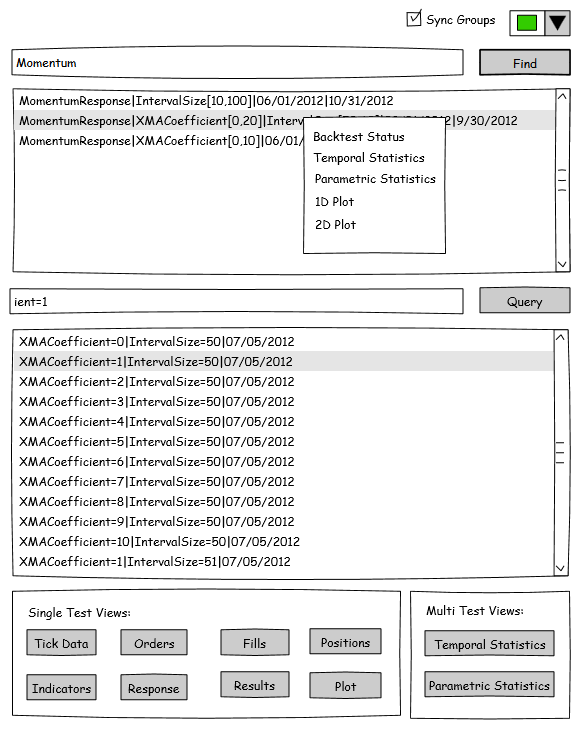 Sync Groups
Momentum
Find
MomentumResponse|IntervalSize[10,100]|06/01/2012|10/31/2012
MomentumResponse|XMACoefficient[0,20]|Interv 2|9/30/2012
MomentumResponse|XMACoefficient[0,10]|06/01/
Backtest Status
Temporal Statistics
Parametric Statistics
1D Plot
2D Plot
ient=1
Query
XMACoefficient=0|IntervalSize=50|07/05/2012
XMACoefficient=1|IntervalSize=50|07/05/2012
XMACoefficient=2|IntervalSize=50|07/05/2012
XMACoefficient=3|IntervalSize=50|07/05/2012
XMACoefficient=4|IntervalSize=50|07/05/2012
XMACoefficient=5|IntervalSize=50|07/05/2012
XMACoefficient=6|IntervalSize=50|07/05/2012
XMACoefficient=7|IntervalSize=50|07/05/2012
XMACoefficient=8|IntervalSize=50|07/05/2012
XMACoefficient=9|IntervalSize=50|07/05/2012
XMACoefficient=10|IntervalSize=50|07/05/2012
XMACoefficient=1|IntervalSize=51|07/05/2012
Single Test Views:
Tick Data
Orders
Fills
Positions
Indicators
Response
Results
Plot
Multi Test Views:
Temporal Statistics
Parametric Statistics